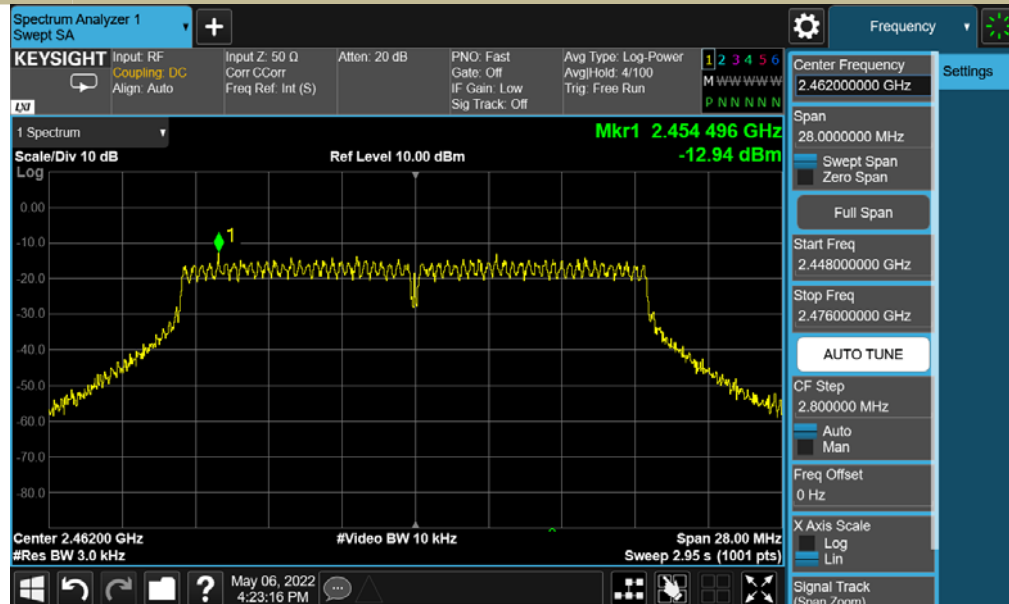 Spectrum Analyzer 1
Swept SA
+
Frequency
KEYSIGHT
LXI
Input: RF
Coupling: DC
Align: Auto
Input Z: 50 Ω
Corr CCorr
Freq Ref: Int (S)
Atten: 20 dB
PNO: Fast
Gate: Off
IF Gain: Low
Sig Track: Off
Avg Type: Log-Power
Avg|Hold: 4/100
Trig: Free Run
1 2 3 4 5 6
M W W W W W
P N N N N N
1 Spectrum
Scale/Div 10 dB
Log
Ref Level 10.00 dBm
Mkr1 2.454 496 GHz
-12.94 dBm
0.00
-10.0
-20.0
-30.0
-40.0
-50.0
-60.0
-70.0
-80.0
1
Center 2.46200 GHz
#Res BW 3.0 kHz
#Video BW 10 kHz
Span 28.00 MHz
Sweep 2.95 s (1001 pts)
Center Frequency
2.462000000 GHz
Span
28.0000000 MHz
Swept Span
Zero Span
Full Span
Start Freq
2.448000000 GHz
Stop Freq
2.476000000 GHz
AUTO TUNE
CF Step
2.800000 MHz
Auto
Man
Freq Offset
0 Hz
X Axis Scale
Log
Lin
Signal Track
(Span Zoom)
Settings
?
May 06, 2022
4:23:16 PM